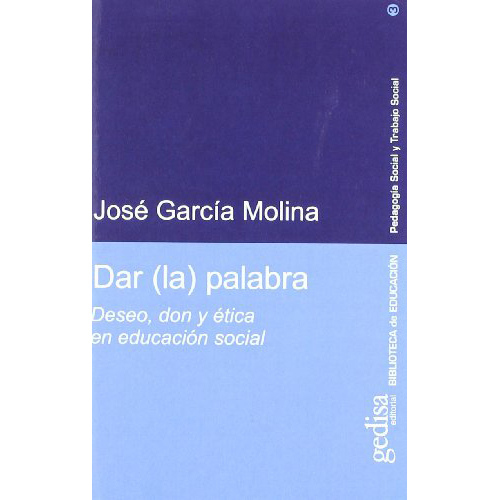 José García Molina
Dar (la) palabra
Deseo, don y ética
en educación social
Pedagogía Social y Trabajo Social
BIBLIOTECA de EDUCACIÓN
gedisa
editorial